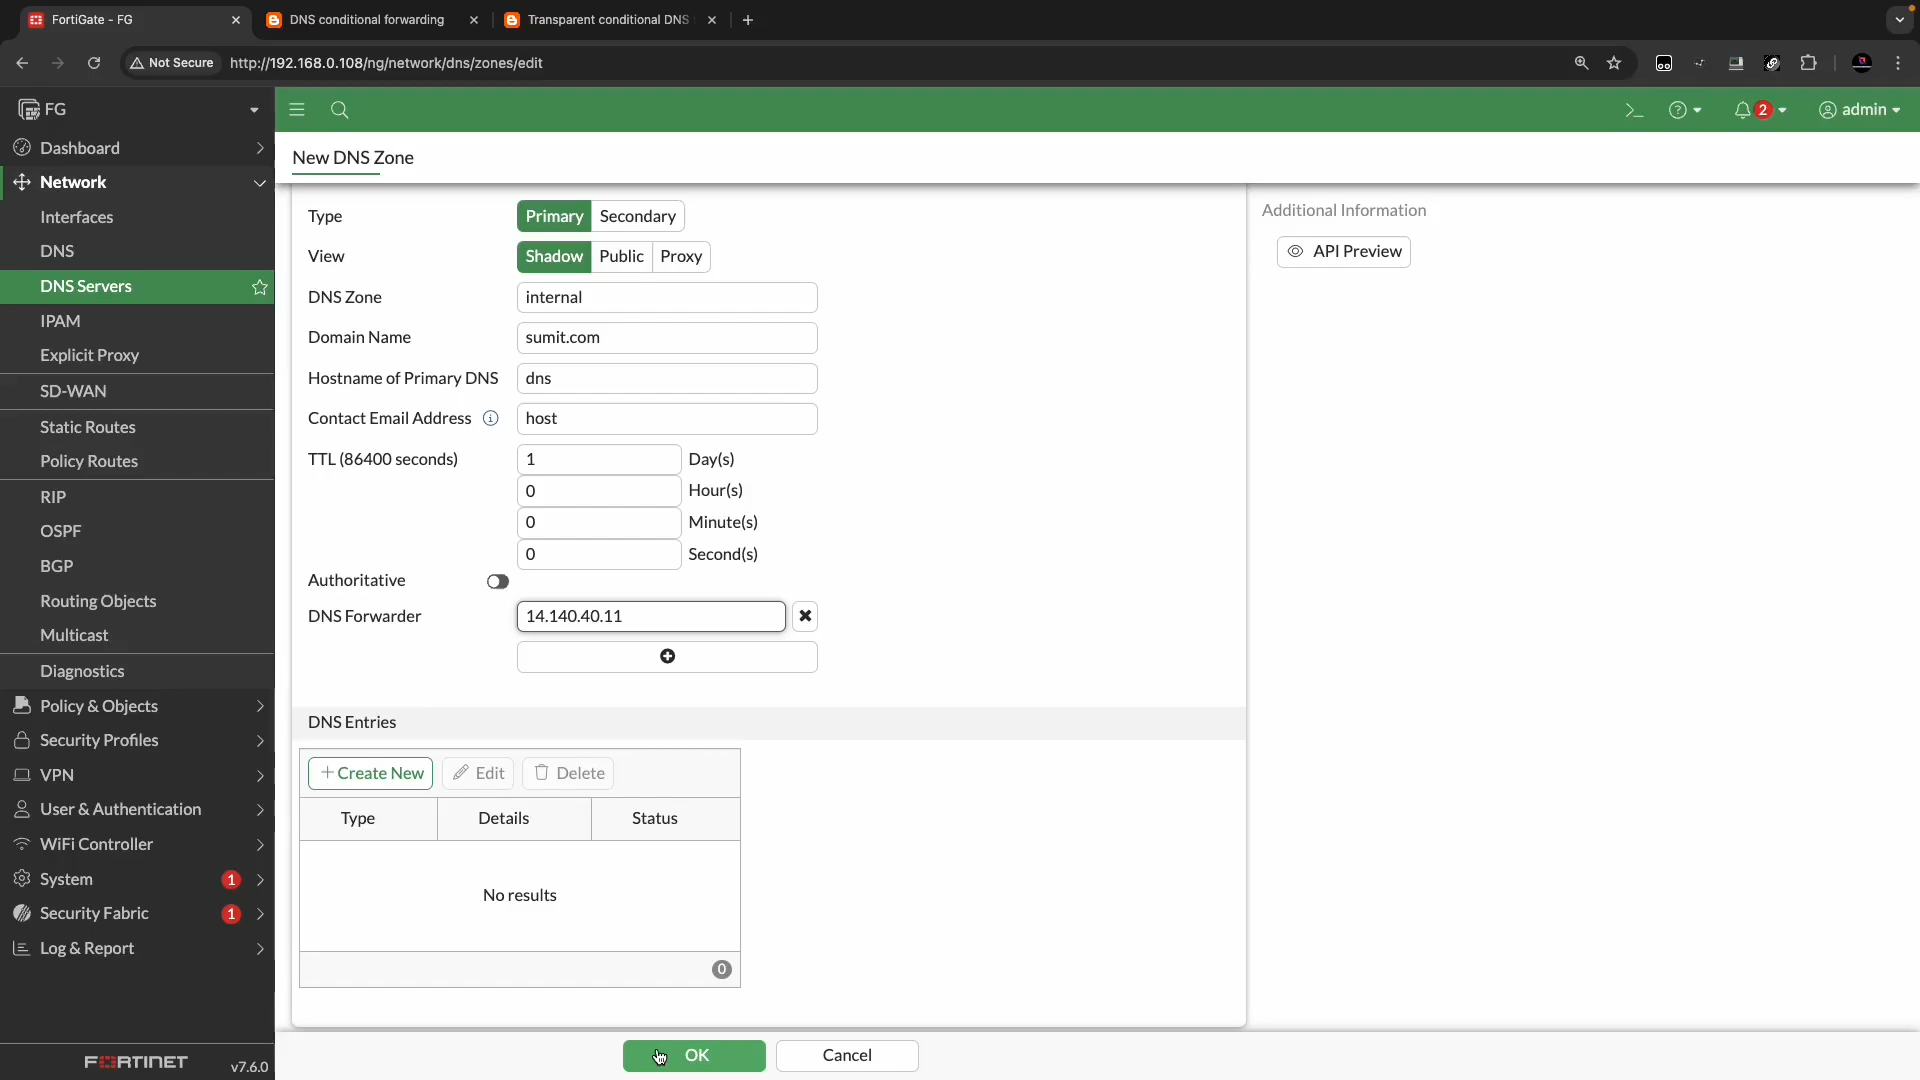 FortiGate - FG
DNS conditional forwarding
Transparent conditional DNS
Not Secure
http://192.168.0.108/ng/network/dns/zones/edit
FG
2
admin
Dashboard
Network
Interfaces
DNS
DNS Servers
IPAM
Explicit Proxy
SD-WAN
Static Routes
Policy Routes
RIP
OSPF
BGP
Routing Objects
Multicast
Diagnostics
Policy & Objects
Security Profiles
VPN
User & Authentication
WiFi Controller
System 1
Security Fabric 1
Log & Report
FORTINET v7.6.0
New DNS Zone
Type Primary Secondary
View Shadow Public Proxy
DNS Zone internal
Domain Name sumit.com
Hostname of Primary DNS dns
Contact Email Address host
TTL (86400 seconds) 1 Day(s)
0 Hour(s)
0 Minute(s)
0 Second(s)
Authoritative
DNS Forwarder 14.140.40.11
DNS Entries
Create New Edit Delete
Type Details Status
No results
0
OK Cancel
Additional Information
API Preview